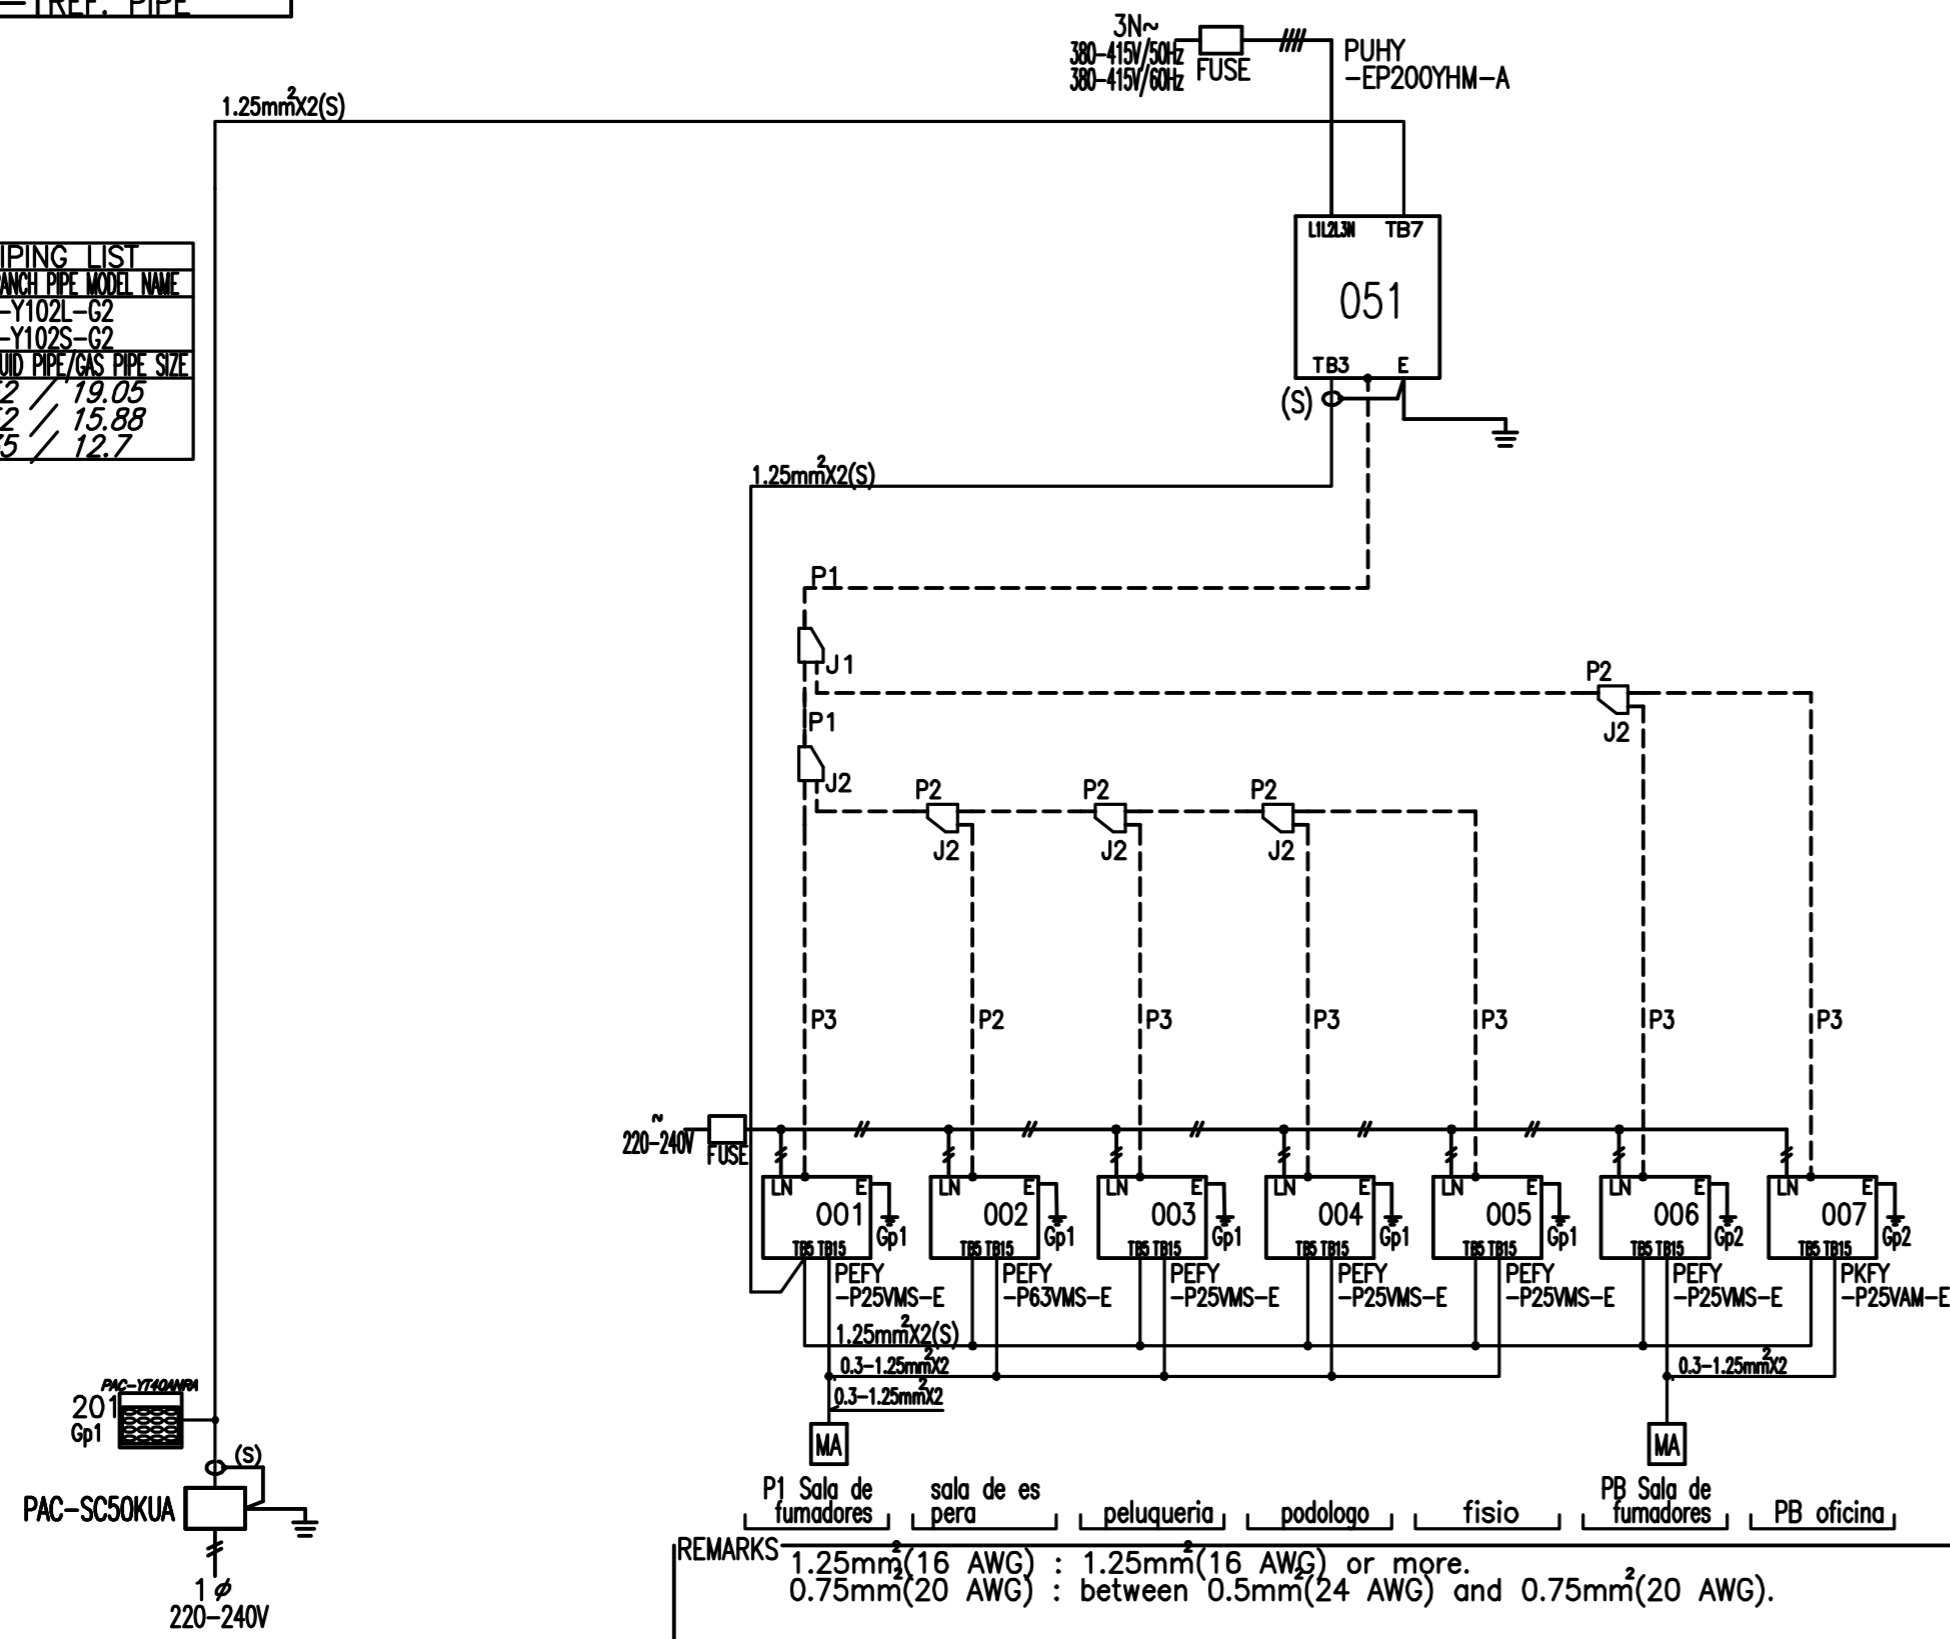 REF. PIPE
3N~
380-415V/50Hz
380-415V/60Hz
FUSE
PUHY
-EP200YHM-A
1.25mm²X2(S)
L1L2L3N TB7
051
TB3 E
(S)
IPING LIST
ANCH PIPE MODEL NAME
-Y102L-G2
-Y102S-G2
UID PIPE/GAS PIPE SIZE
2 / 19.05
2 / 15.88
5 / 12.7
1.25mm²X2(S)
P1
J1
P2
J2
P1
J2
P2 P2 P2
J2 J2 J2
P3 P2 P3 P3 P3 P3 P3
~
220-240V
FUSE
LN E LN E LN E LN E LN E LN E LN E
001 002 003 004 005 006 007
Gp1 Gp1 Gp1 Gp1 Gp1 Gp2 Gp2
TB5 TB15 TB5 TB15 TB5 TB15 TB5 TB15 TB5 TB15 TB5 TB15 TB5 TB15
PEFY PEFY PEFY PEFY PEFY PEFY PKFY
-P25VMS-E -P63VMS-E -P25VMS-E -P25VMS-E -P25VMS-E -P25VMS-E -P25VAM-E
1.25mm²X2(S)
0.3-1.25mm²X2 0.3-1.25mm²X2
0.3-1.25mm²X2
MA MA
PAC-YT40ANRA
201
Gp1
(S)
PAC-SC50KUA
1 ø
220-240V
P1 Sala de
fumadores
sala de es
pera
peluqueria
podologo
fisio
PB Sala de
fumadores
PB oficina
REMARKS
1.25mm²(16 AWG) : 1.25mm²(16 AWG) or more.
0.75mm²(20 AWG) : between 0.5mm²(24 AWG) and 0.75mm²(20 AWG).